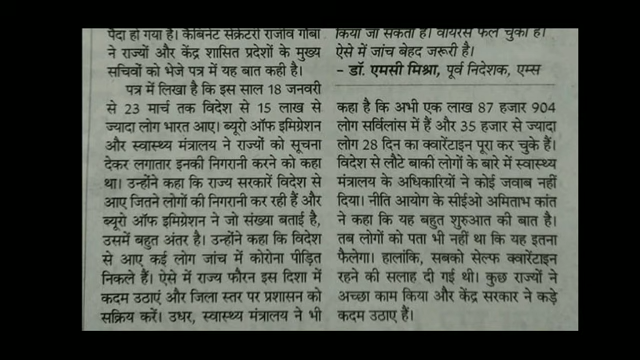 पैदा हो गया है। कैबिनेट सेक्रेटरी राजीव गौबा
ने राज्यों और केंद्र शासित प्रदेशों के मुख्य
सचिवों को भेजे पत्र में यह बात कही है।
पत्र में लिखा है कि इस साल 18 जनवरी
से 23 मार्च तक विदेश से 15 लाख से
ज्यादा लोग भारत आए। ब्यूरो ऑफ इमिग्रेशन
और स्वास्थ्य मंत्रालय ने राज्यों को सूचना
देकर लगातार इनकी निगरानी करने को कहा
था। उन्होंने कहा कि राज्य सरकारें विदेश से
आए जितने लोगों की निगरानी कर रही हैं और
ब्यूरो ऑफ इमिग्रेशन ने जो संख्या बताई है,
उसमें बहुत अंतर है। उन्होंने कहा कि विदेश
से आए कई लोग जांच में कोरोना पीड़ित
निकले हैं। ऐसे में राज्य फौरन इस दिशा में
कदम उठाएं और जिला स्तर पर प्रशासन को
सक्रिय करें। उधर, स्वास्थ्य मंत्रालय ने भी
किया जा सकता है। वायरस फैल चुका है।
ऐसे में जांच बेहद जरूरी है।
- डॉ. एमसी मिश्रा, पूर्व निदेशक, एम्स
कहा है कि अभी एक लाख 87 हजार 904
लोग सर्विलांस में हैं और 35 हजार से ज्यादा
लोग 28 दिन का क्वारेंटाइन पूरा कर चुके हैं।
विदेश से लौटे बाकी लोगों के बारे में स्वास्थ्य
मंत्रालय के अधिकारियों ने कोई जवाब नहीं
दिया। नीति आयोग के सीईओ अमिताभ कांत
ने कहा कि यह बहुत शुरुआत की बात है।
तब लोगों को पता भी नहीं था कि यह इतना
फैलेगा। हालांकि, सबको सेल्फ क्वारेंटाइन
रहने की सलाह दी गई थी। कुछ राज्यों ने
अच्छा काम किया और केंद्र सरकार ने कड़े
कदम उठाए हैं।